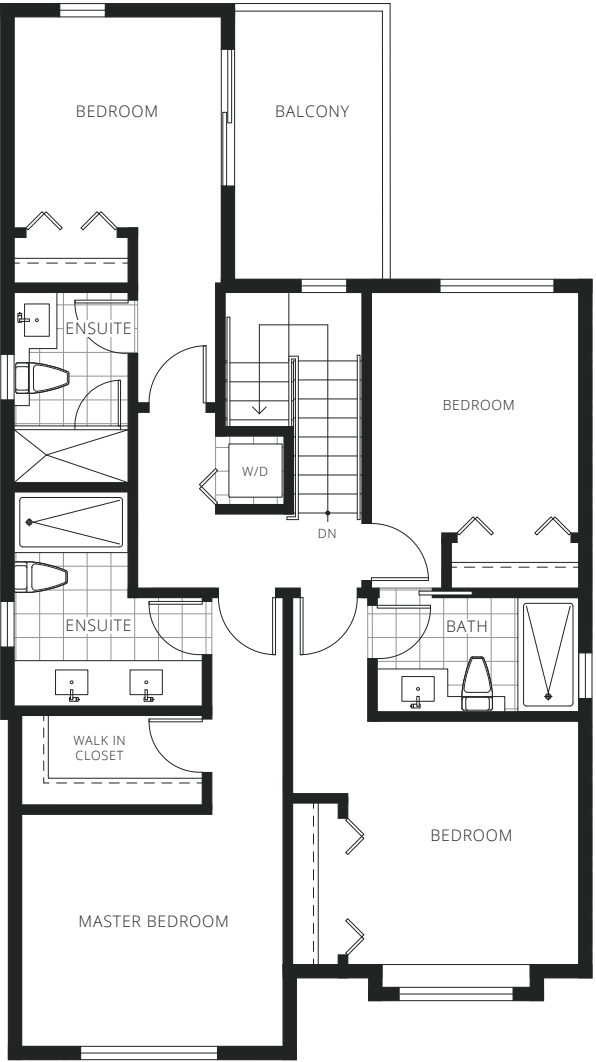 BEDROOM
BALCONY
ENSUITE
BEDROOM
W/D
DN
ENSUITE
BATH
WALK IN
CLOSET
BEDROOM
MASTER BEDROOM